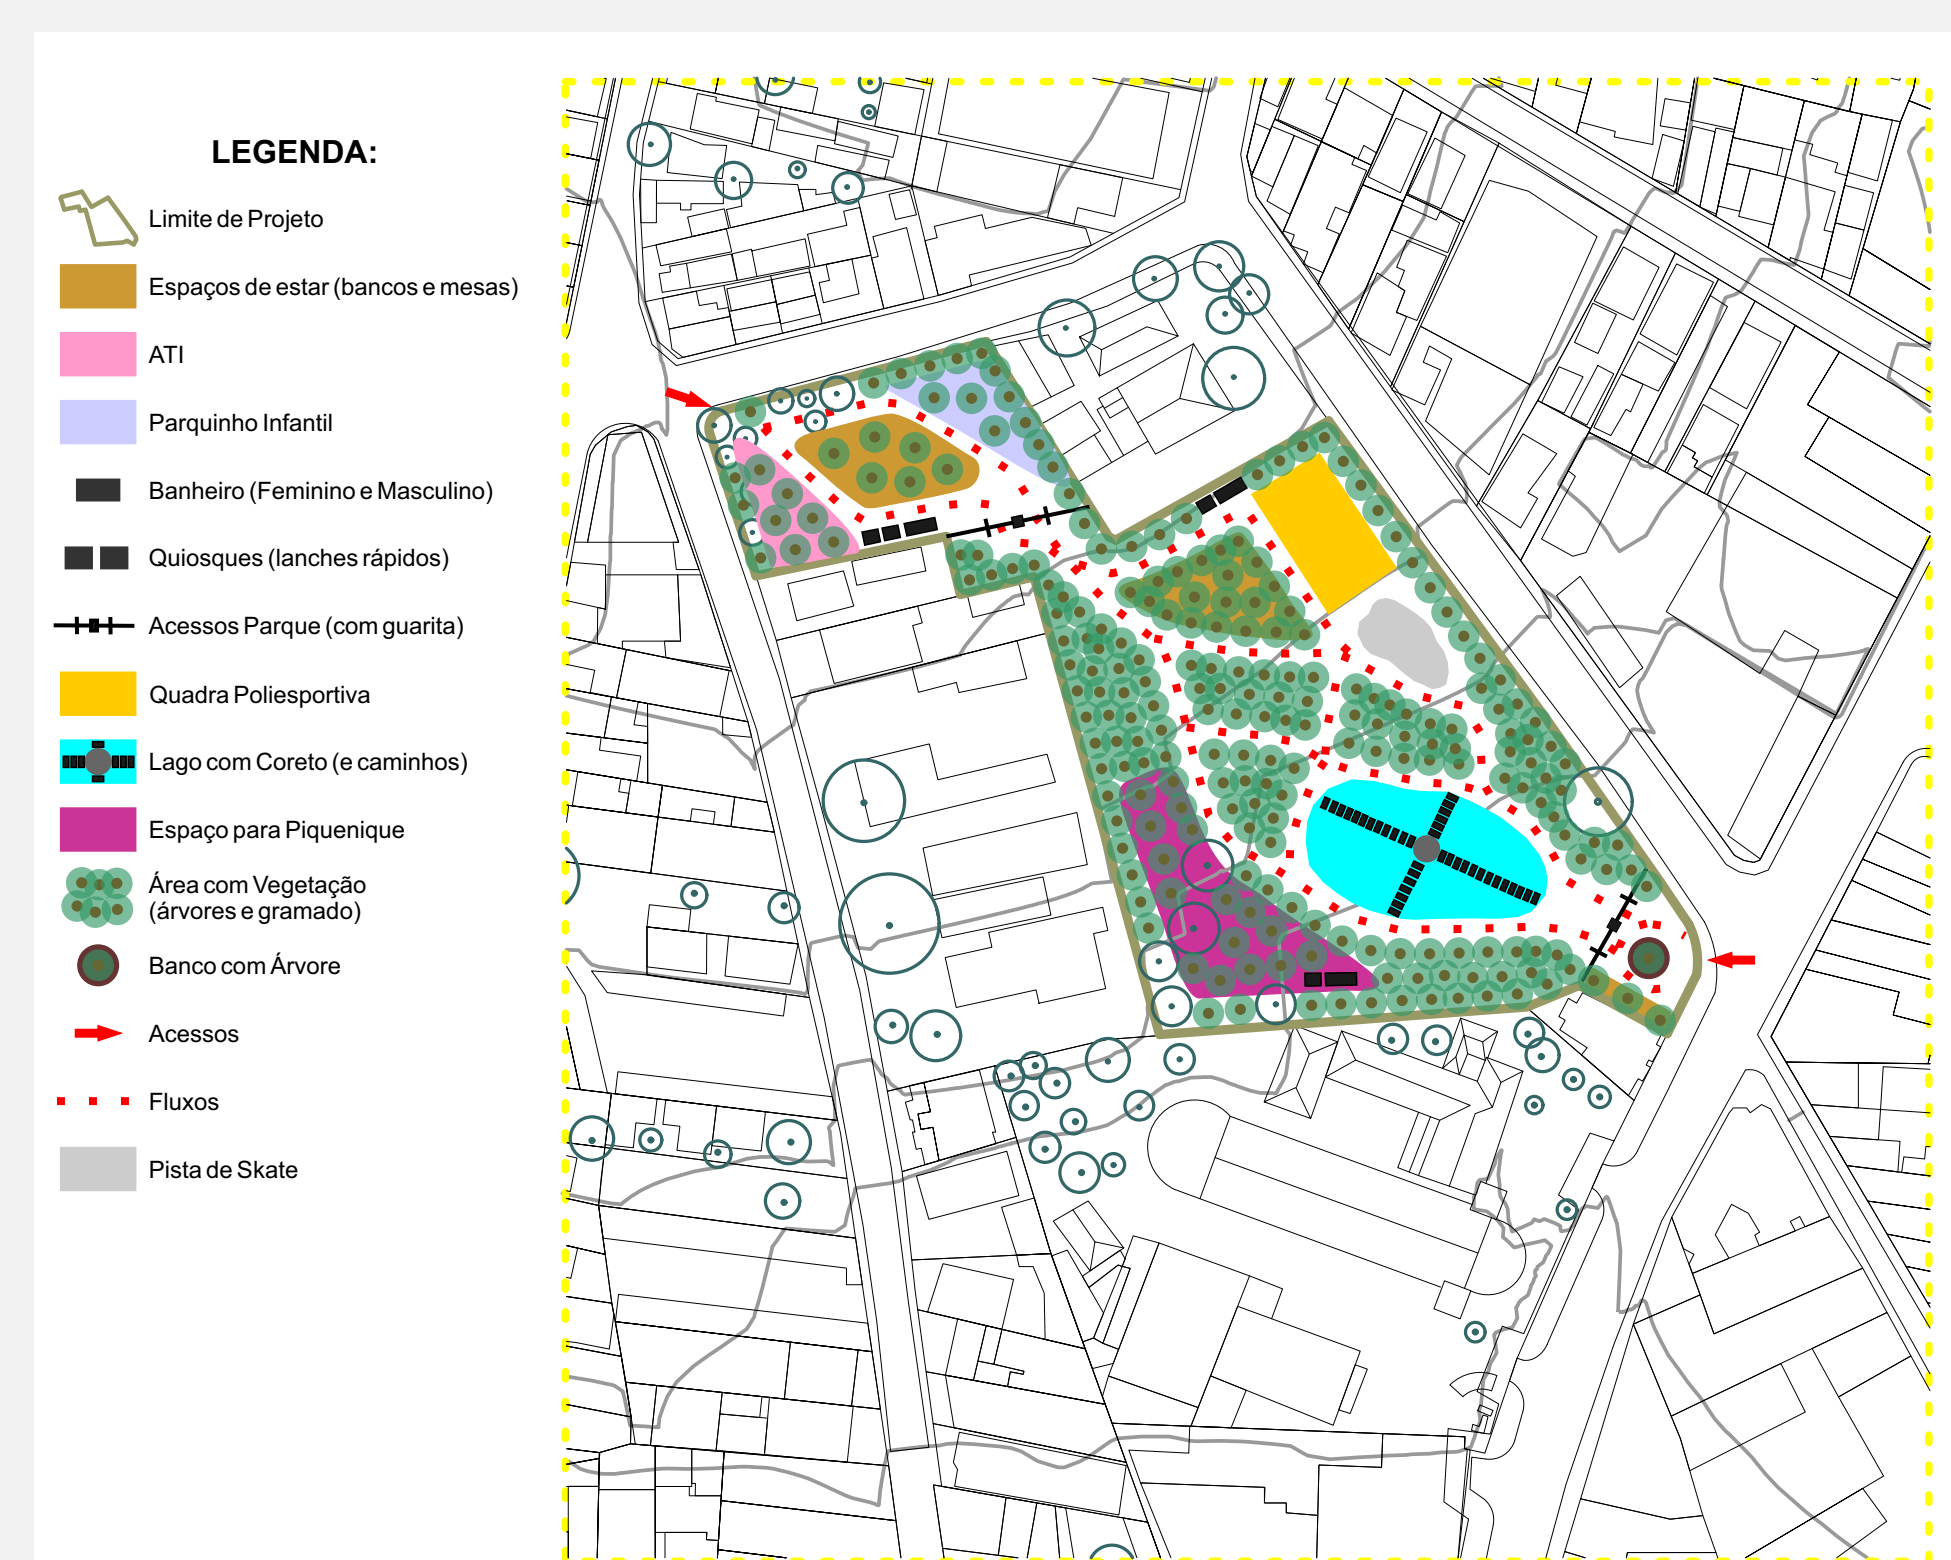 LEGENDA:
Limite de Projeto
Espaços de estar (bancos e mesas)
ATI
Parquinho Infantil
Banheiro (Feminino e Masculino)
Quiosques (lanches rápidos)
Acessos Parque (com guarita)
Quadra Poliesportiva
Lago com Coreto (e caminhos)
Espaço para Piquenique
Área com Vegetação
(árvores e gramado)
Banco com Árvore
Acessos
Fluxos
Pista de Skate